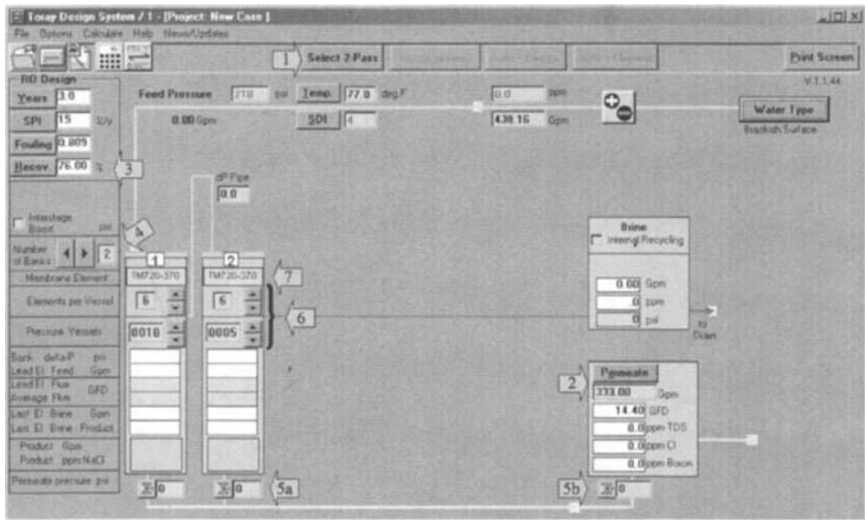 Toray Design System / 1 - [Project: New Case ]
File Options Calculate Help News/Updates
1 Select 2-Pass
Print Screen
V.1.1.44
RO Design
Years 3.0
SPI 15 %/y
Fouling 0.809
Recov. 76.00 %
3
Feed Pressure 210 psi
0.00 Gpm
Temp. 77.0 deg.F
SDI 4
0.0 ppm
438.16 Gpm
Water Type
Brackish Surface
dP Pipe
0.0
Interstage
Boost psi
4
Number
of Banks 2
1 2
Membrane Element TM720-370 TM720-370 7
Elements per Vessel 6 6
6
Pressure Vessels 0010 0005
Bank delta-P psi
Lead El. Feed Gpm
Lead El. Flux
GFD
Average Flux
Last El. Brine Gpm
Last El. Brine / Product
Product Gpm
Product ppm NaCl
Permeate pressure psi
0 0 5a
Brine
Internal Recycling
0.00 Gpm
0 ppm
0 psi
to
Drain
2 Permeate
333.00 Gpm
14.40 GFD
0.0 ppm TDS
0.0 ppm Cl
0.0 ppm Boron
5b 0